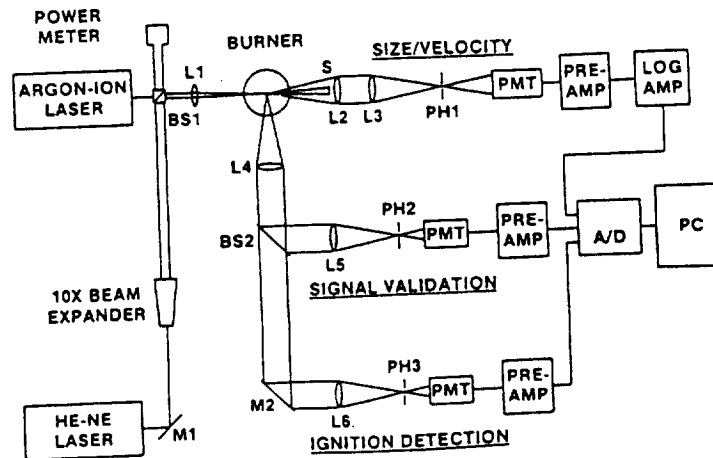 POWER
METER
BURNER
L1
S
SIZE/VELOCITY
ARGON-ION
LASER
BS1
L2
L3
PH1
PMT
PRE-
AMP
LOG
AMP
L4
BS2
PH2
L5
PMT
PRE-
AMP
A/D
PC
SIGNAL VALIDATION
10X BEAM
EXPANDER
HE-NE
LASER
M1
M2
PH3
L6.
PMT
PRE-
AMP
IGNITION DETECTION